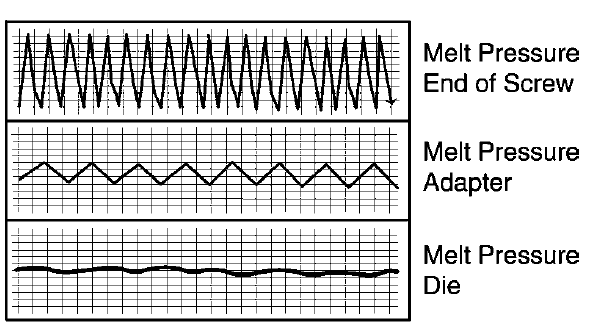 Melt Pressure
End of Screw
Melt Pressure
Adapter
Melt Pressure
Die